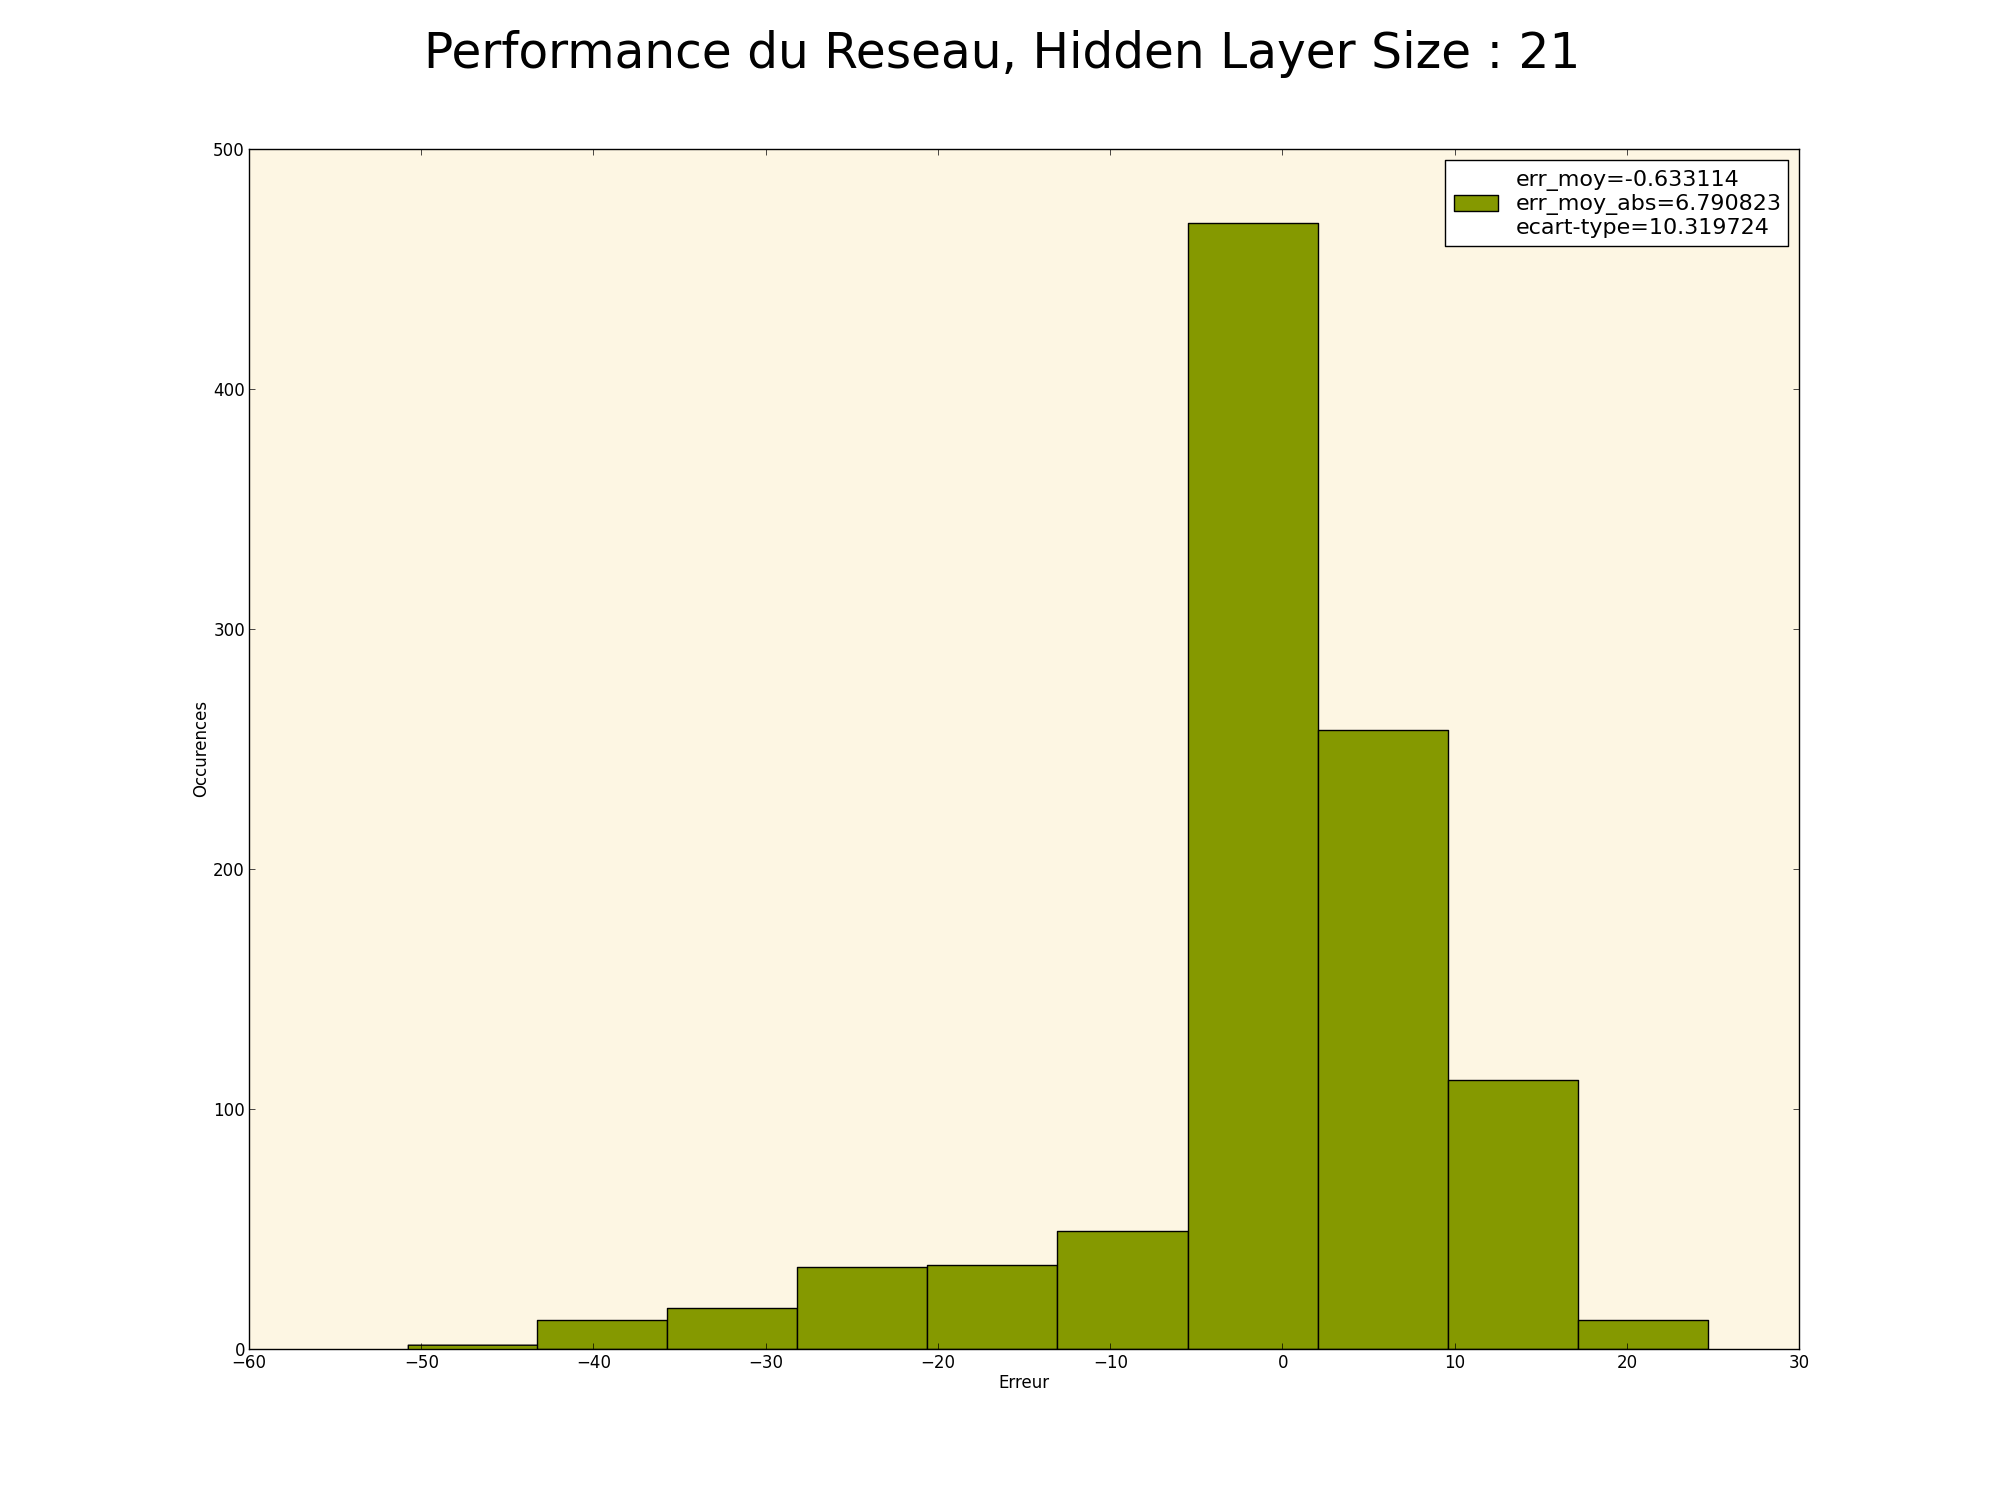 Performance du Reseau, Hidden Layer Size : 21
err_moy=-0.633114
err_moy_abs=6.790823
ecart-type=10.319724
500
400
300
200
100
0
Occurences
−60 −50 −40 −30 −20 −10 0 10 20 30
Erreur